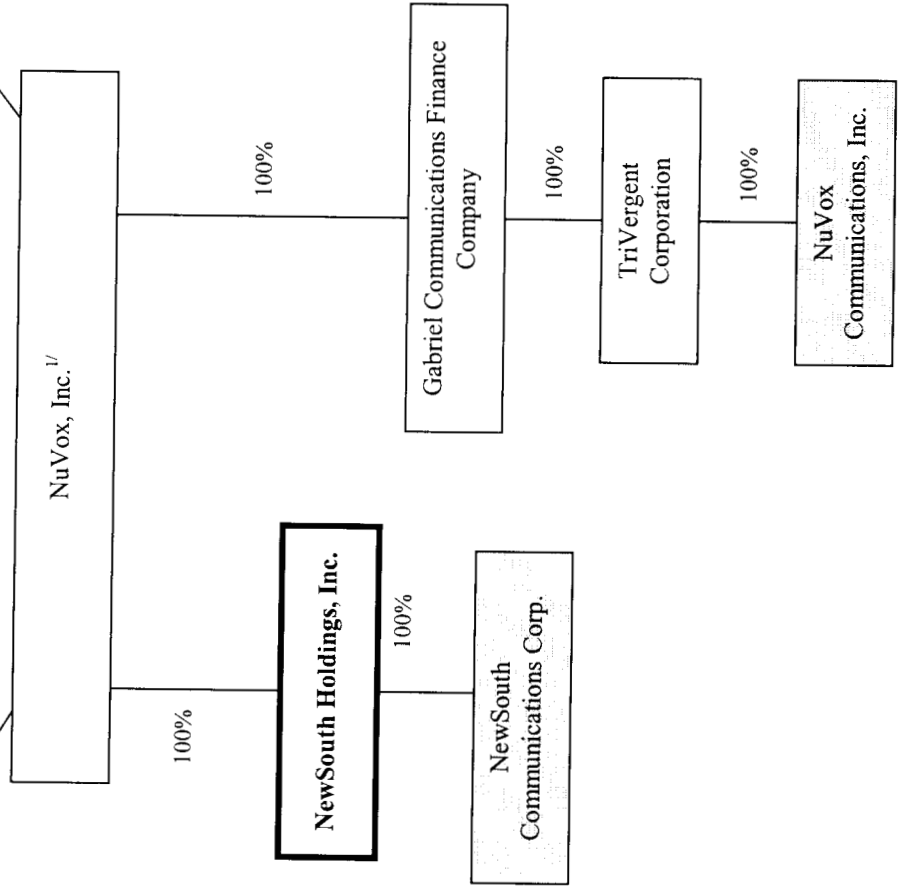 NuVox, Inc. 1/
100%
100%
NewSouth Holdings, Inc.
Gabriel Communications Finance
Company
100%
100%
NewSouth
Communications Corp.
TriVergent
Corporation
100%
NuVox
Communications, Inc.